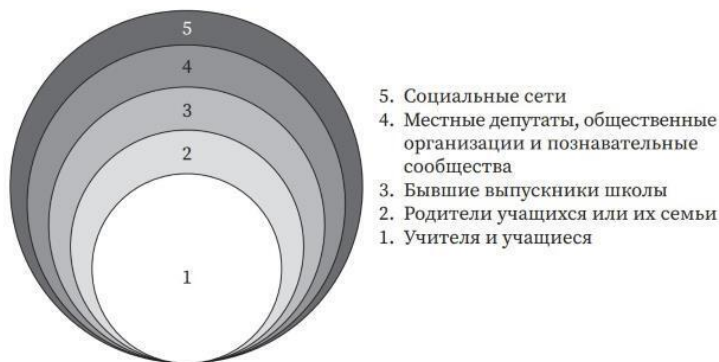 5
4
3
2
1
5. Социальные сети
4. Местные депутаты, общественные
организации и познавательные
сообщества
3. Бывшие выпускники школы
2. Родители учащихся или их семьи
1. Учителя и учащиеся